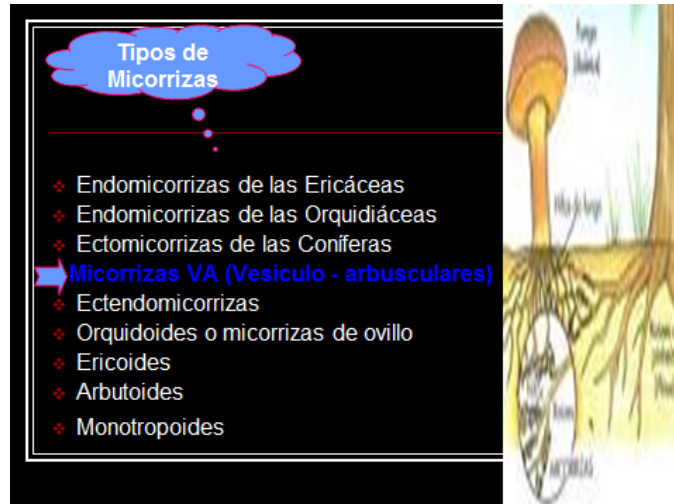 Tipos de
Micorrizas
Endomicorrizas de las Ericáceas
Endomicorrizas de las Orquidiáceas
Ectomicorrizas de las Coníferas
Micorrizas VA (Vesiculo - arbusculares)
Ectendomicorrizas
Orquidoides o micorrizas de ovillo
Ericoides
Arbutoides
Monotropoides